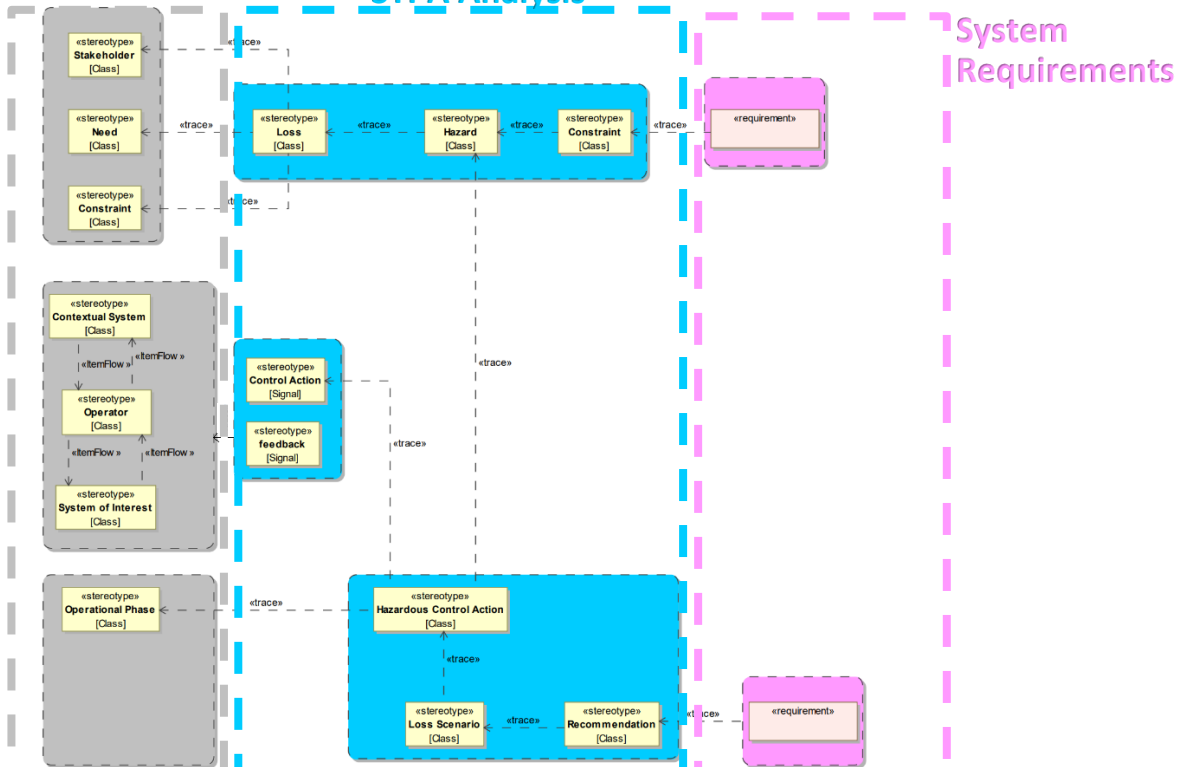 System
Requirements
«stereotype»
Stakeholder
[Class]
«stereotype»
Need
[Class]
«trace»
«stereotype»
Loss
[Class]
«trace»
«stereotype»
Hazard
[Class]
«trace»
«stereotype»
Constraint
[Class]
«trace»
«requirement»
«stereotype»
Constraint
[Class]
«stereotype»
Contextual System
[Class]
«ItemFlow »
«ItemFlow »
«stereotype»
Operator
[Class]
«ItemFlow »
«ItemFlow »
«stereotype»
System of Interest
[Class]
«stereotype»
Control Action
[Signal]
«stereotype»
feedback
[Signal]
«trace»
«trace»
«stereotype»
Operational Phase
[Class]
«trace»
«stereotype»
Hazardous Control Action
[Class]
«trace»
«stereotype»
Loss Scenario
[Class]
«trace»
«stereotype»
Recommendation
[Class]
«requirement»